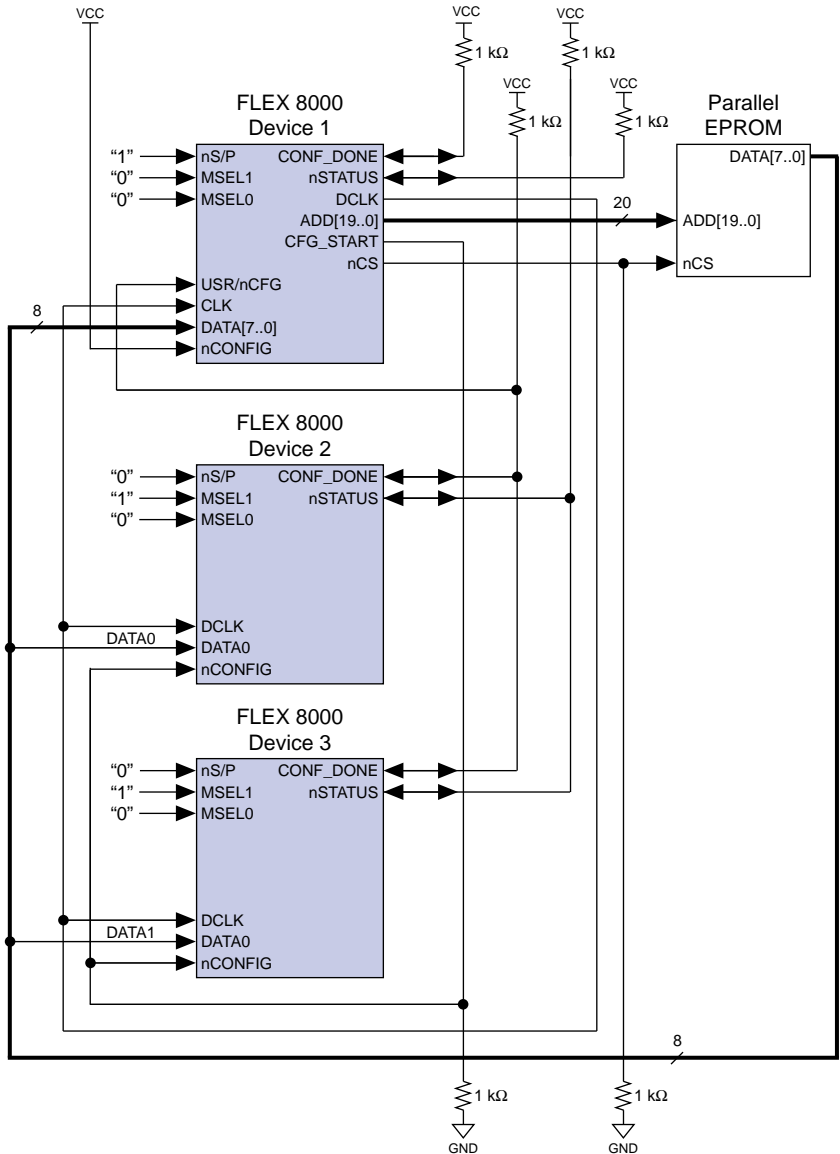 VCC
VCC
1 kΩ
VCC
1 kΩ
VCC
1 kΩ
VCC
1 kΩ
FLEX 8000
Device 1
"1"
nS/P
"0"
MSEL1
"0"
MSEL0
CONF_DONE
nSTATUS
DCLK
ADD[19..0]
CFG_START
nCS
USR/nCFG
CLK
8
DATA[7..0]
nCONFIG
20
Parallel
EPROM
DATA[7..0]
ADD[19..0]
nCS
FLEX 8000
Device 2
“0”
nS/P
“1”
MSEL1
“0”
MSEL0
CONF_DONE
nSTATUS
DCLK
DATA0
DATA0
nCONFIG
FLEX 8000
Device 3
“0”
nS/P
“1”
MSEL1
“0”
MSEL0
CONF_DONE
nSTATUS
DCLK
DATA1
DATA0
nCONFIG
8
1 kΩ
GND
1 kΩ
GND